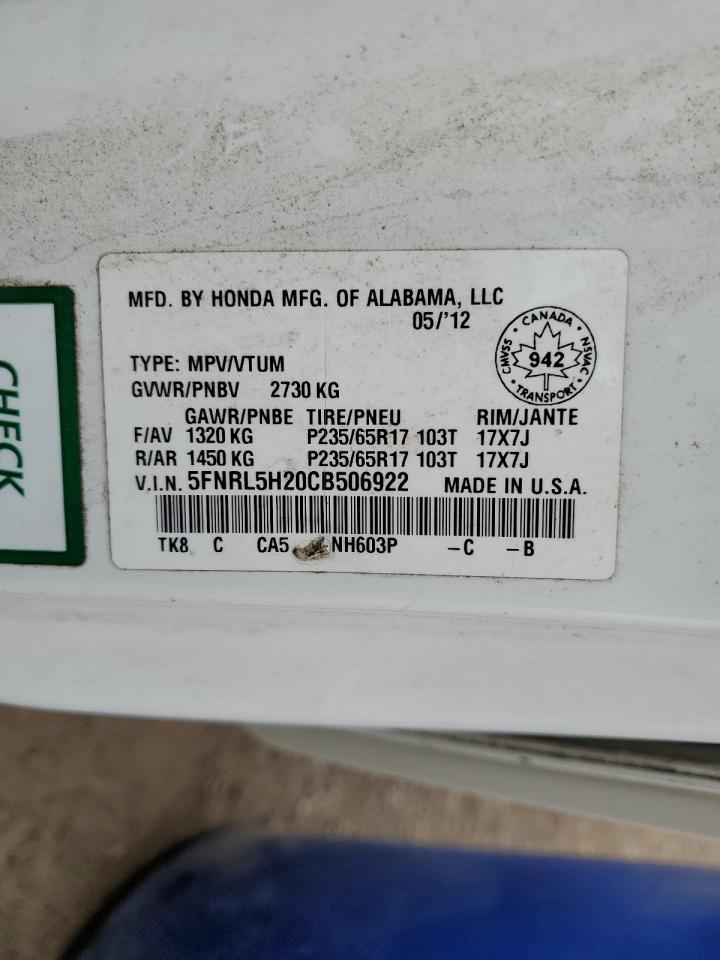 MFD. BY HONDA MFG. OF ALABAMA, LLC
05/'12
CANADA
CMVSS
942
NSVAC
TRANSPORT
TYPE: MPV/VTUM
GVWR/PNBV 2730 KG
GAWR/PNBE TIRE/PNEU RIM/JANTE
F/AV 1320 KG P235/65R17 103T 17X7J
R/AR 1450 KG P235/65R17 103T 17X7J
V.I.N. 5FNRL5H20CB506922 MADE IN U.S.A.
TK8 C CA5 NH603P -C -B
CHECK